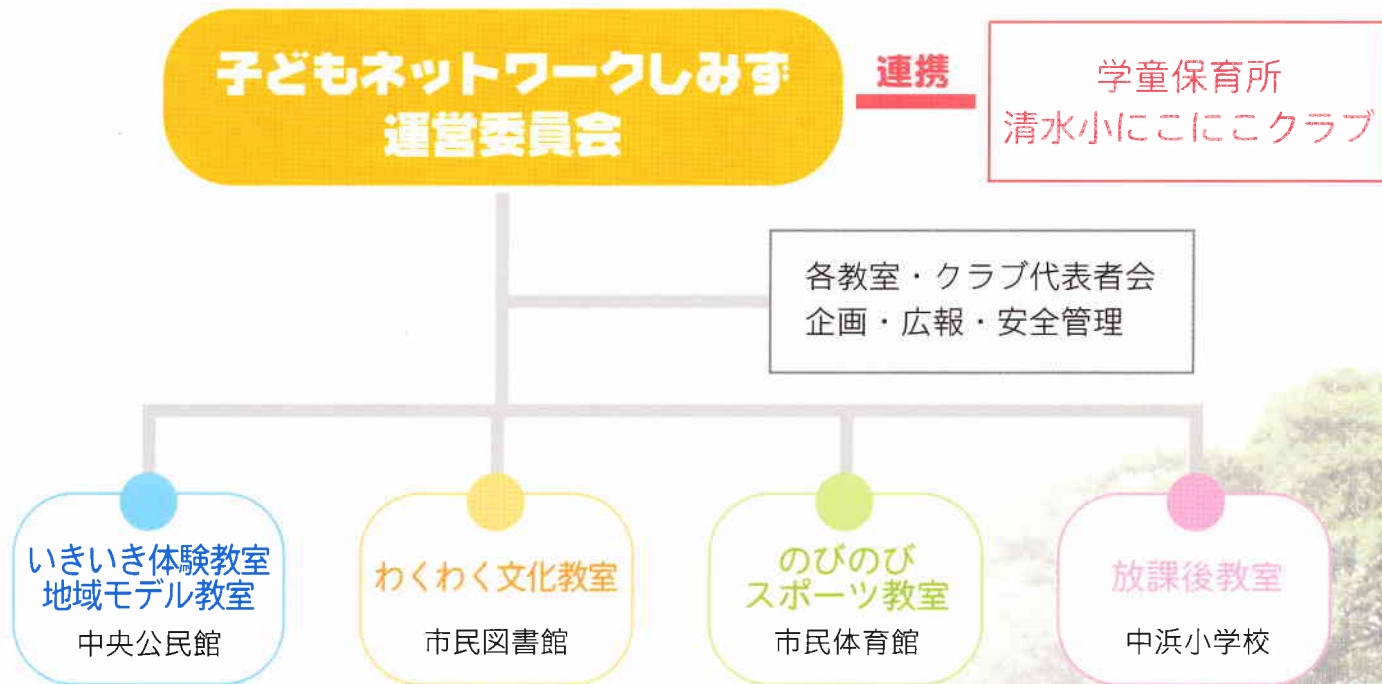 子どもネットワークしみず
運営委員会
連携
学童保育所
清水小にこにこクラブ
各教室・クラブ代表者会
企画・広報・安全管理
いきいき体験教室
地域モデル教室
中央公民館
わくわく文化教室
市民図書館
のびのび
スポーツ教室
市民体育館
放課後教室
中浜小学校